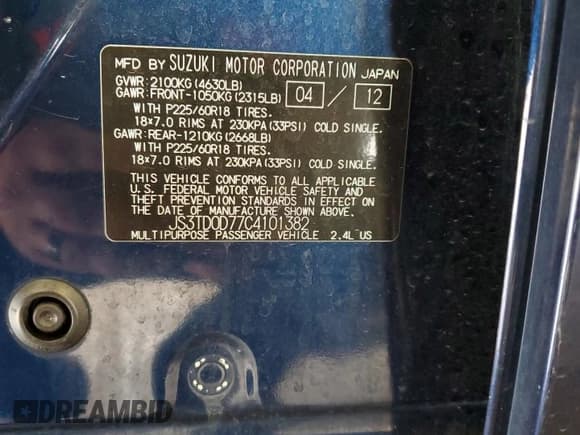 MFD BY SUZUKI MOTOR CORPORATION JAPAN
GVWR:2100KG(4630LB)
GAWR:FRONT-1050KG(2315LB) 04 / 12
WITH P225/60R18 TIRES.
18×7.0 RIMS AT 230KPA(33PSI) COLD SINGLE.
GAWR:REAR-1210KG(2668LB)
WITH P225/60R18 TIRES.
18×7.0 RIMS AT 230KPA(33PSI) COLD SINGLE.
THIS VEHICLE CONFORMS TO ALL APPLICABLE
U.S. FEDERAL MOTOR VEHICLE SAFETY AND
THEFT PREVENTION STANDARDS IN EFFECT ON
THE DATE OF MANUFACTURE SHOWN ABOVE.
JS3TD0D77C4101382
MULTIPURPOSE PASSENGER VEHICLE 2.4L US
DREAMBID